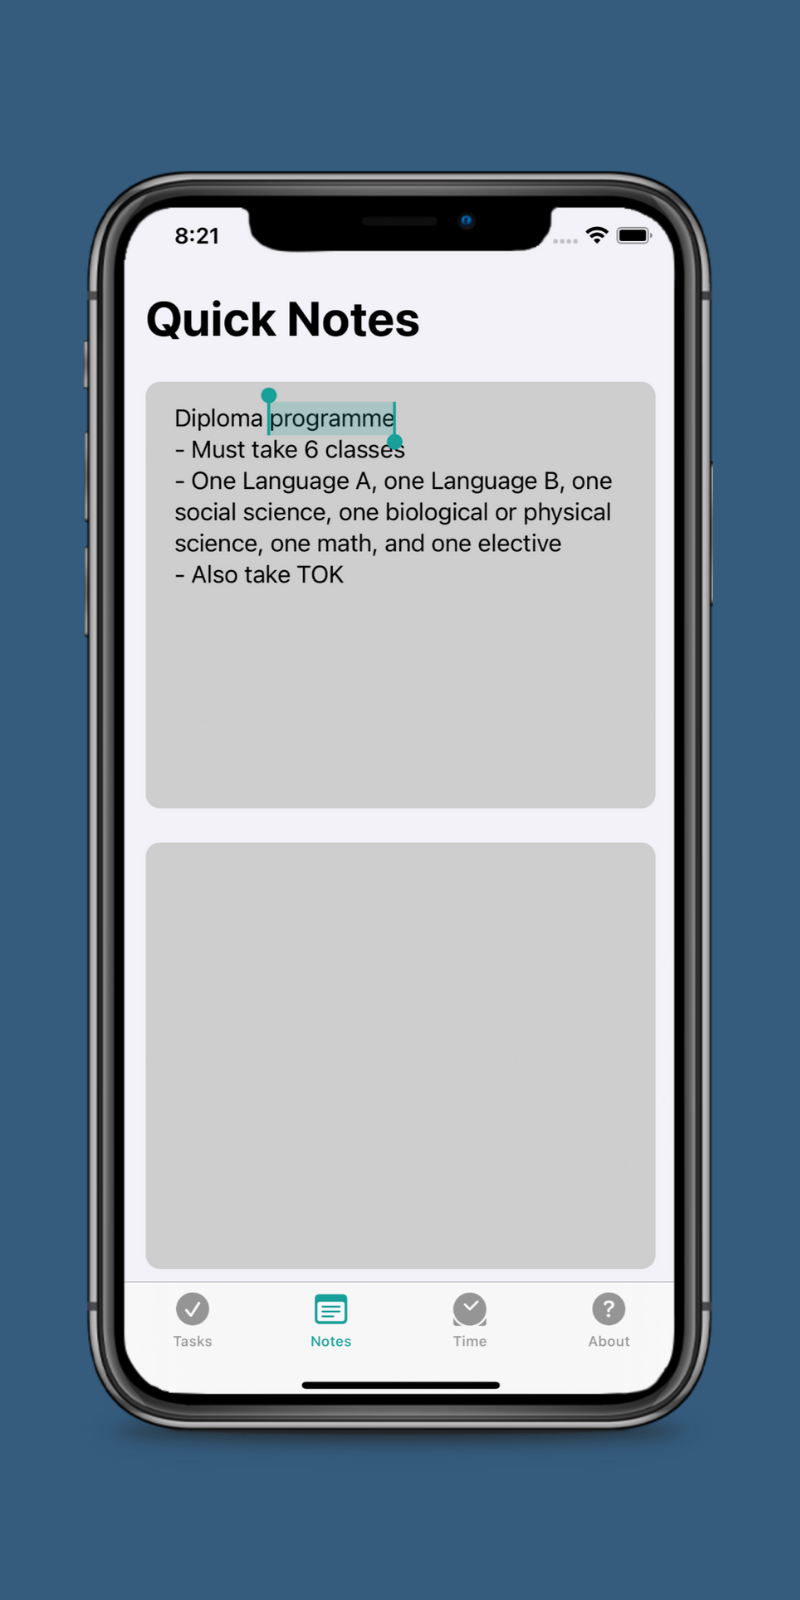 8:21
Quick Notes
Diploma programme
- Must take 6 classes
- One Language A, one Language B, one
social science, one biological or physical
science, one math, and one elective
- Also take TOK
Tasks
Notes
Time
About